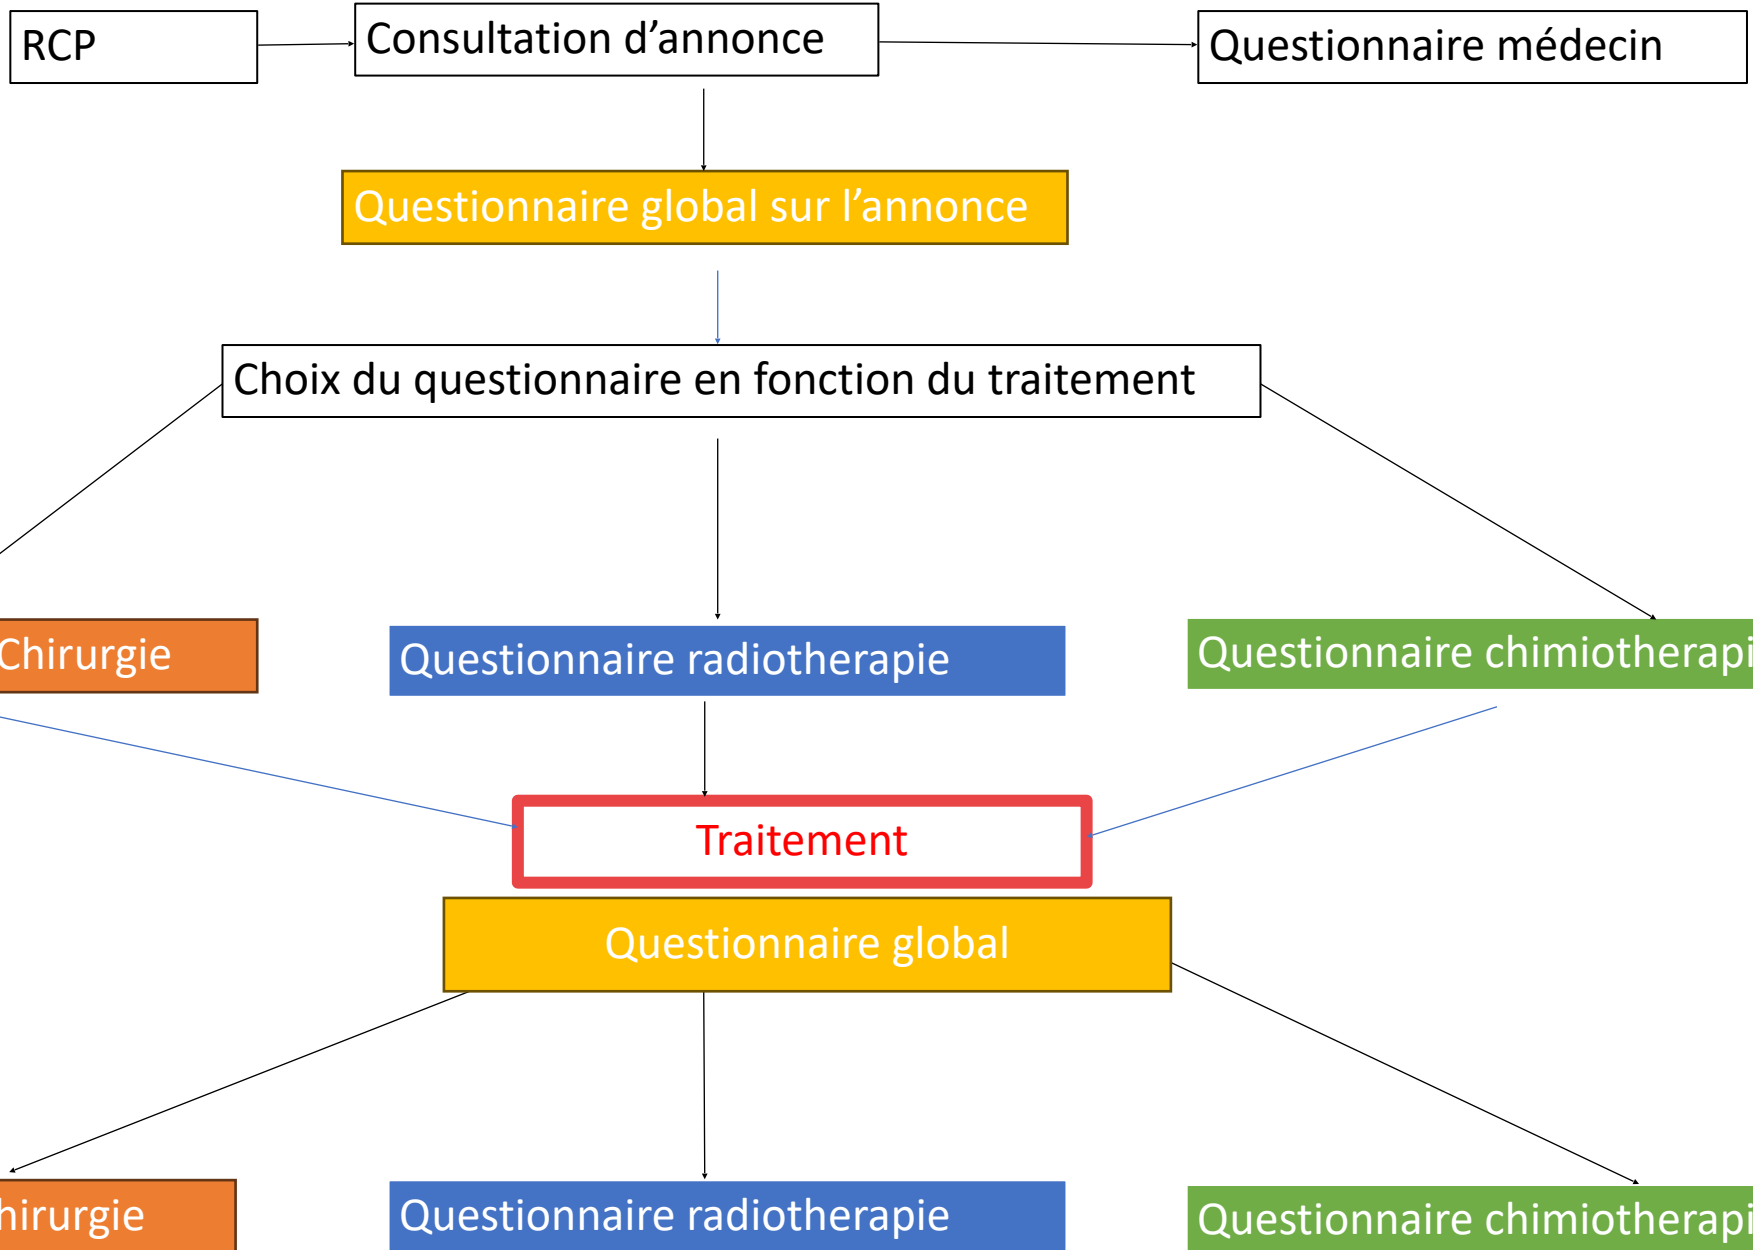 RCP
Consultation d’annonce
Questionnaire médecin
Questionnaire global sur l’annonce
Choix du questionnaire en fonction du traitement
Chirurgie
Questionnaire radiotherapie
Questionnaire chimiotherapi
Traitement
Questionnaire global
hirurgie
Questionnaire radiotherapie
Questionnaire chimiotherapi